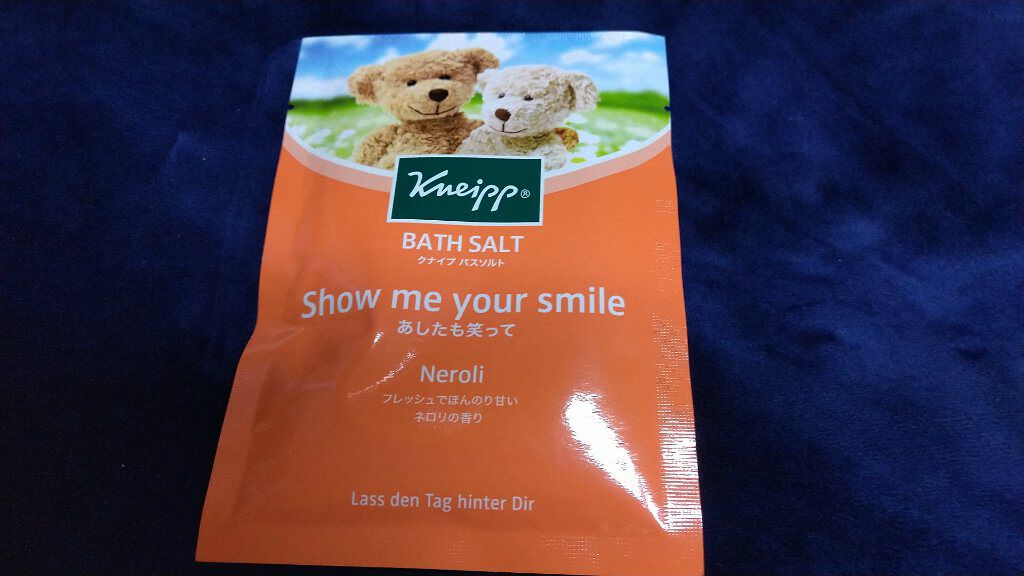 Kneipp®
BATH SALT
クナイプ バスソルト
Show me your smile
あしたも笑って
Neroli
フレッシュでほんのり甘い
ネロリの香り
Lass den Tag hinter Dir